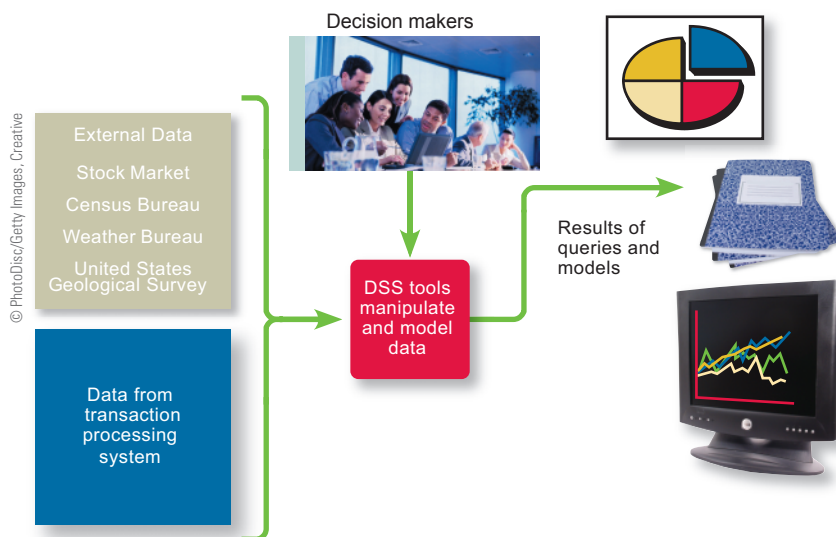 Decision makers
© PhotoDisc/Getty Images, Creative
External Data
Stock Market
Census Bureau
Weather Bureau
United States
Geological Survey
Data from
transaction
processing
system
DSS tools
manipulate
and model
data
Results of
queries and
models